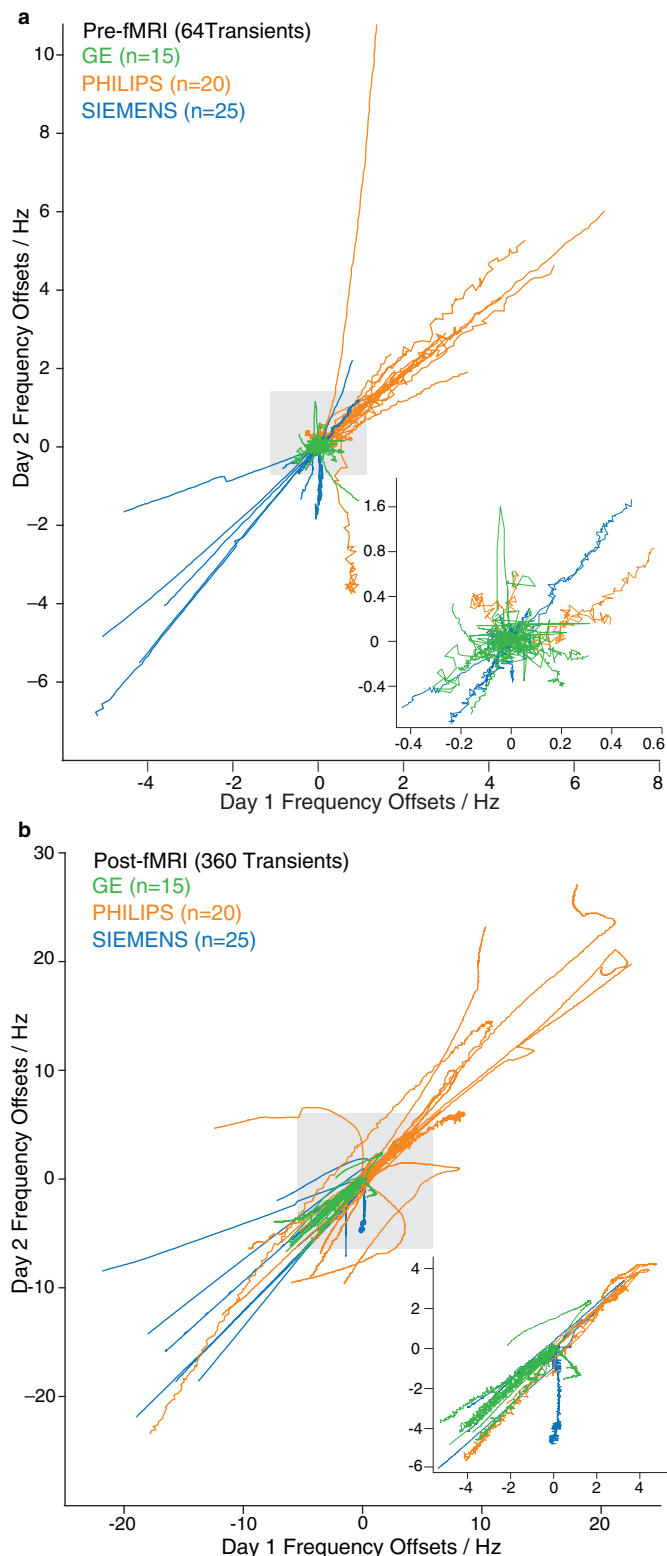 a
Pre-fMRI (64Transients)
GE (n=15)
PHILIPS (n=20)
SIEMENS (n=25)
10
8
6
4
2
0
–2
–4
–6
Day 2 Frequency Offsets / Hz
1.6
0.8
0.4
0
-0.4
-0.4 -0.2 0 0.2 0.4 0.6
-4 -2 0 2 4 6 8
Day 1 Frequency Offsets / Hz
b
Post-fMRI (360 Transients)
GE (n=15)
PHILIPS (n=20)
SIEMENS (n=25)
30
20
10
0
–10
–20
Day 2 Frequency Offsets / Hz
4
2
0
-2
-4
-6
-4 -2 0 2 4
-20 -10 0 10 20
Day 1 Frequency Offsets / Hz